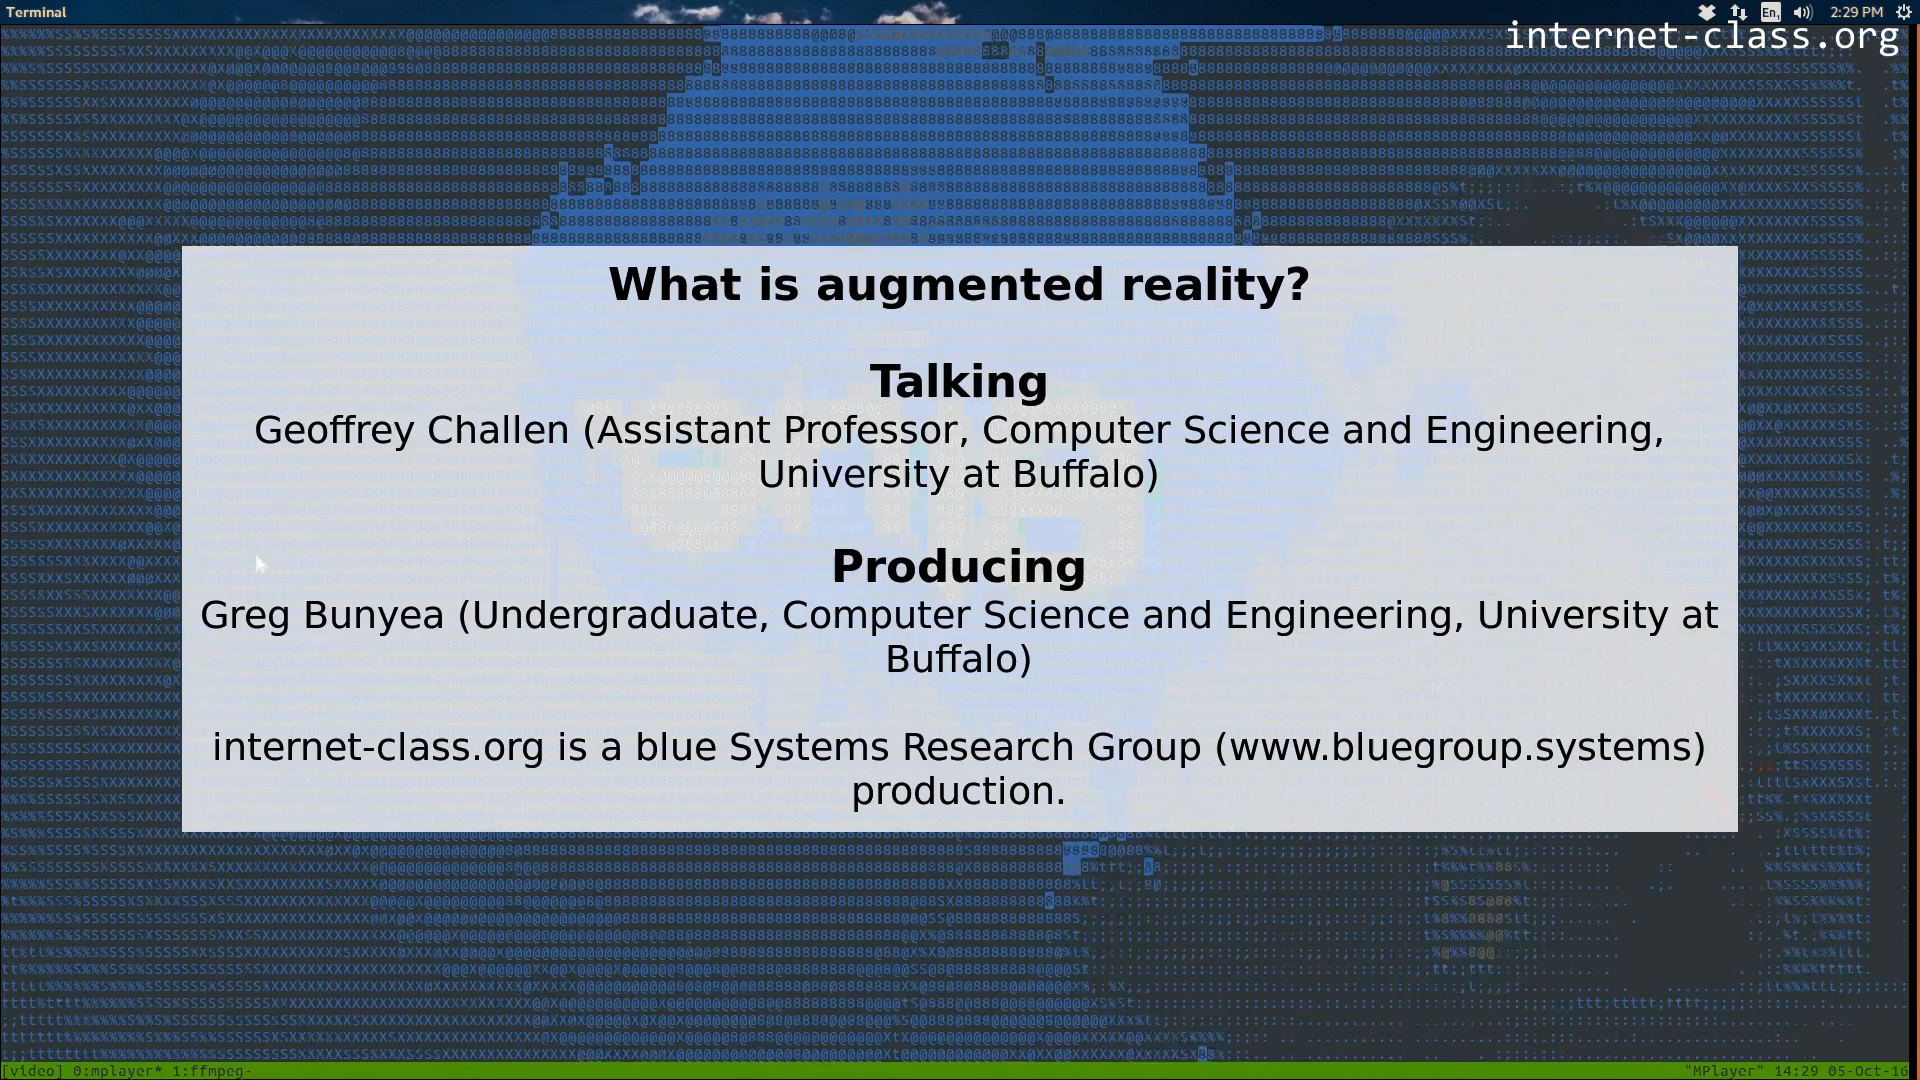 Terminal
En
2:29 PM
internet-class.org
What is augmented reality?
Talking
Geoffrey Challen (Assistant Professor, Computer Science and Engineering,
University at Buffalo)
Producing
Greg Bunyea (Undergraduate, Computer Science and Engineering, University at
Buffalo)
internet-class.org is a blue Systems Research Group (www.bluegroup.systems)
production.
[video] 0:mplayer* 1:ffmpeg- "MPlayer" 14:29 05-Oct-16